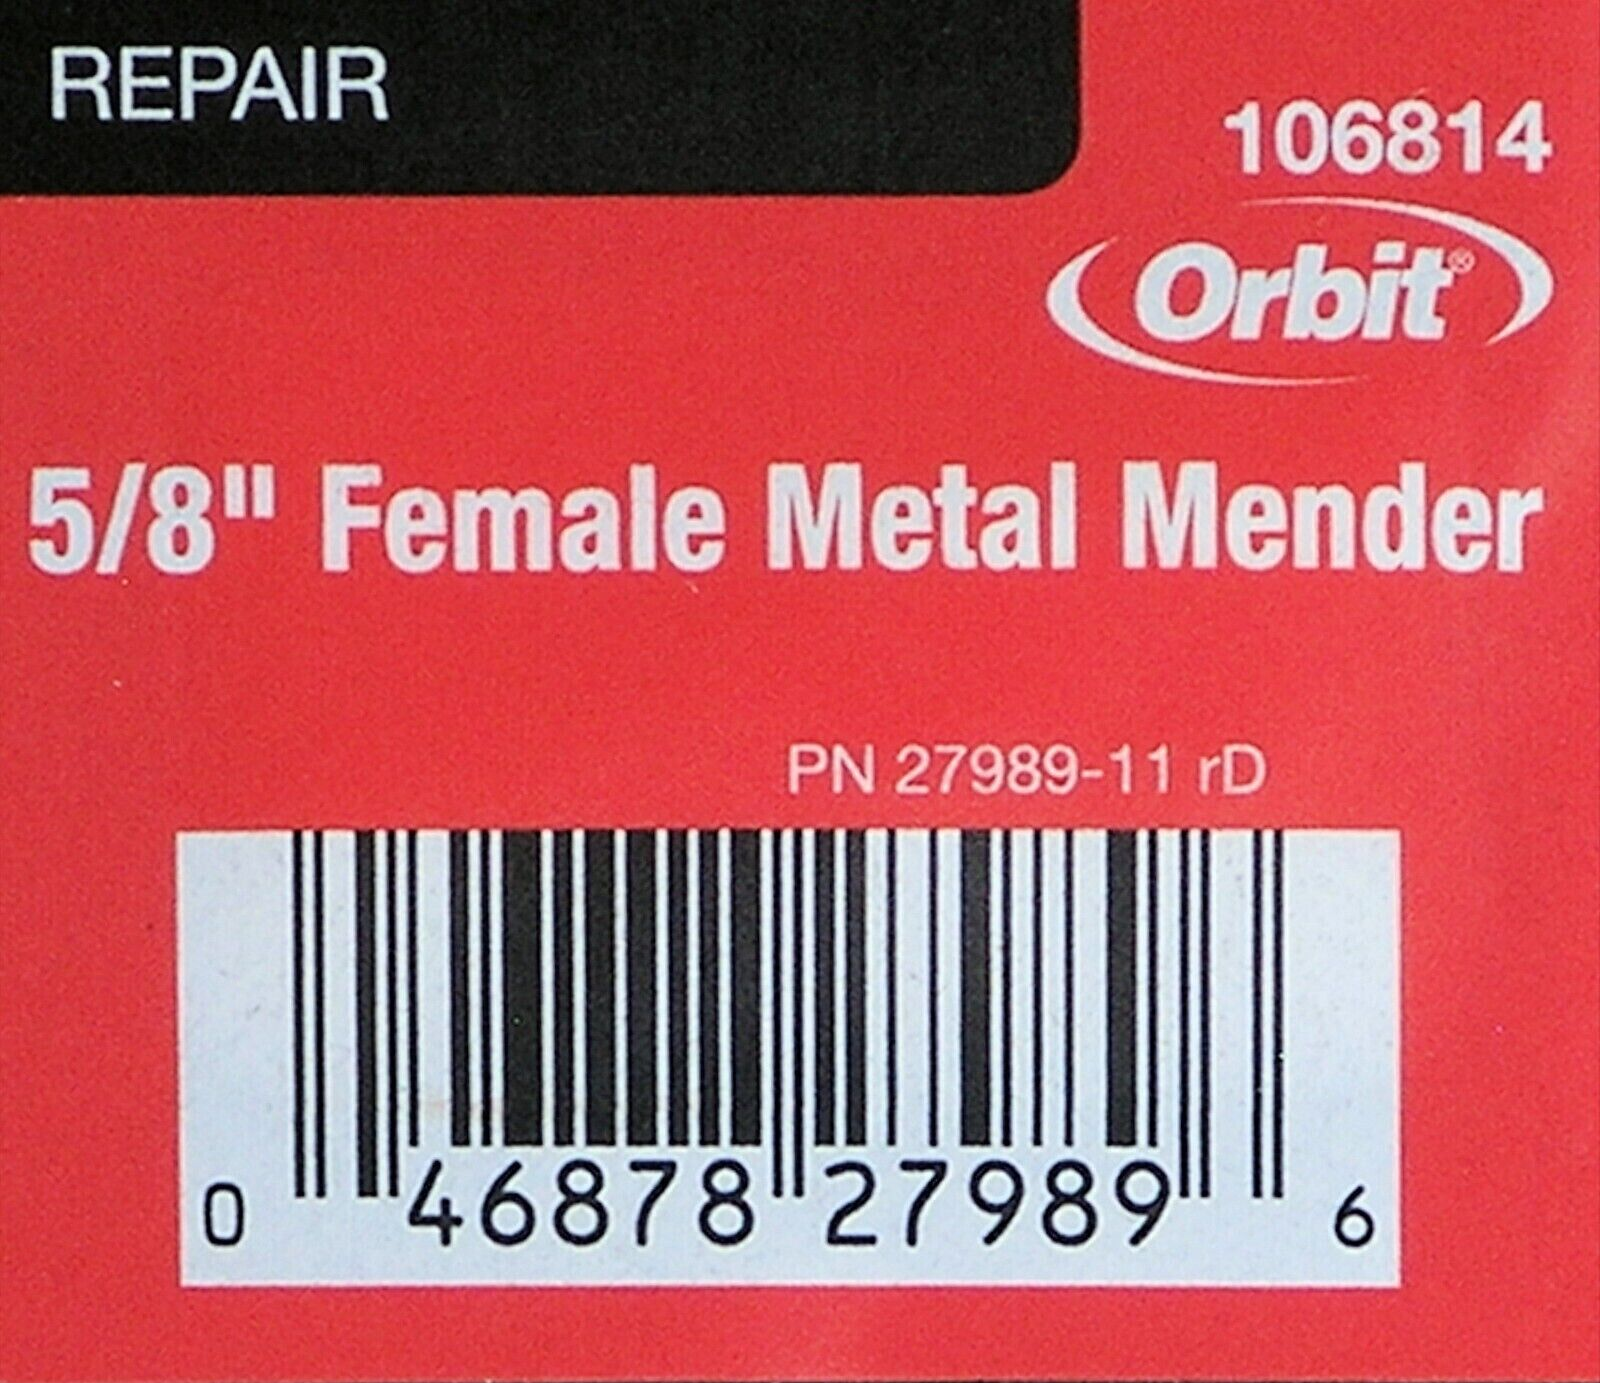 REPAIR
106814
Orbit®
5/8" Female Metal Mender
PN 27989-11 rD
0 46878 27989 6